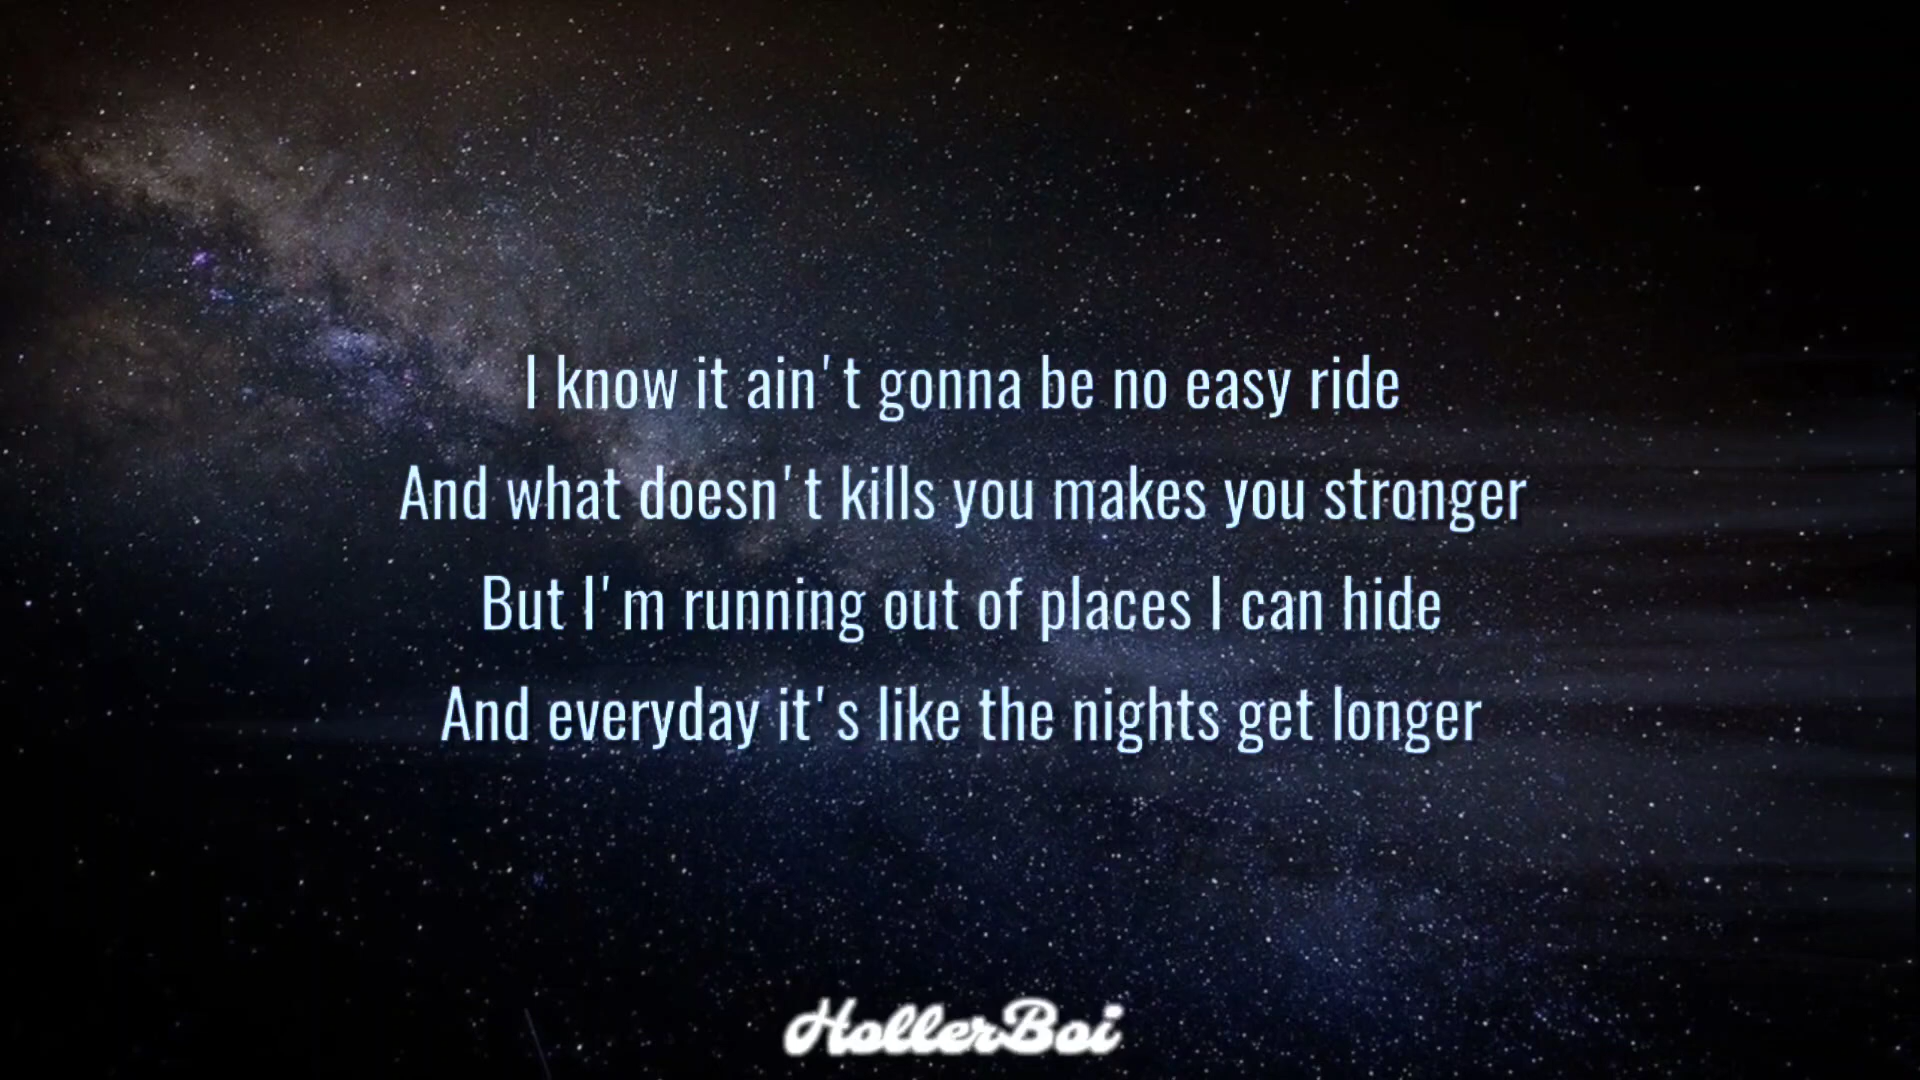 I know it ain't gonna be no easy ride
And what doesn't kills you makes you stronger
But I'm running out of places I can hide
And everyday it's like the nights get longer
HollerBoi